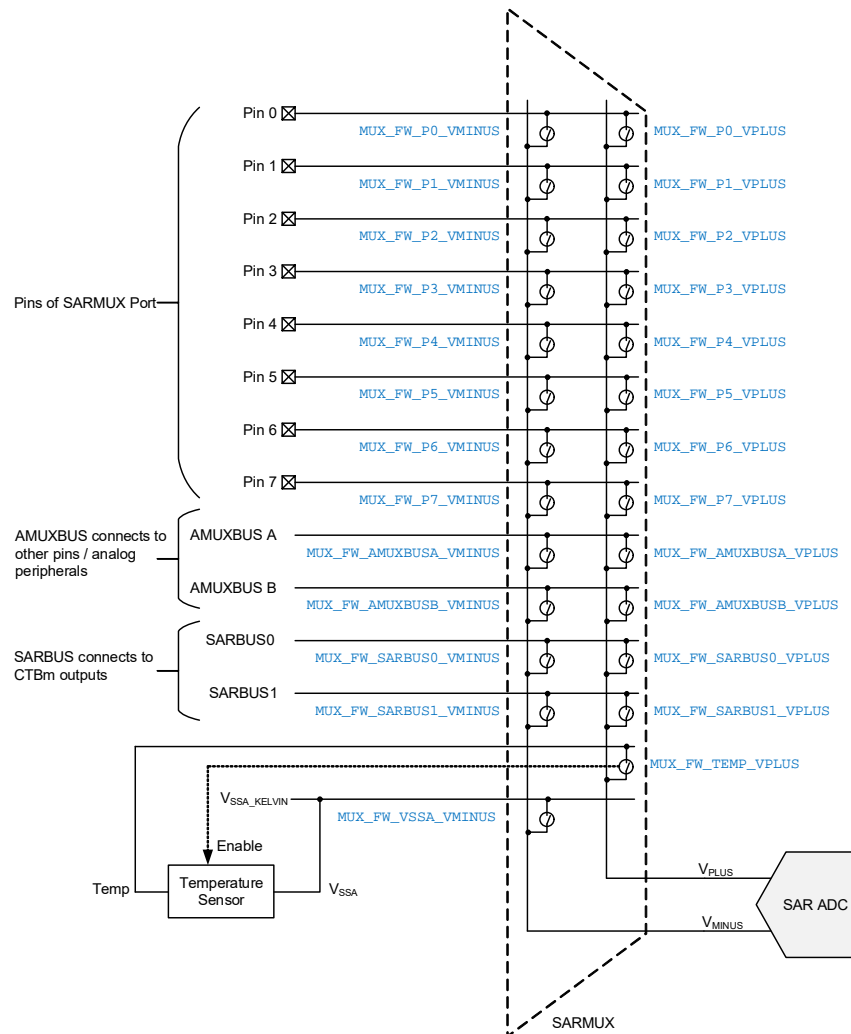 Pin 0
MUX_FW_P0_VMINUS
MUX_FW_P0_VPLUS
Pin 1
MUX_FW_P1_VMINUS
MUX_FW_P1_VPLUS
Pin 2
MUX_FW_P2_VMINUS
MUX_FW_P2_VPLUS
Pin 3
MUX_FW_P3_VMINUS
MUX_FW_P3_VPLUS
Pins of SARMUX Port
Pin 4
MUX_FW_P4_VMINUS
MUX_FW_P4_VPLUS
Pin 5
MUX_FW_P5_VMINUS
MUX_FW_P5_VPLUS
Pin 6
MUX_FW_P6_VMINUS
MUX_FW_P6_VPLUS
Pin 7
MUX_FW_P7_VMINUS
MUX_FW_P7_VPLUS
AMUXBUS connects to
other pins / analog
peripherals
AMUXBUS A
MUX_FW_AMUXBUSA_VMINUS
MUX_FW_AMUXBUSA_VPLUS
AMUXBUS B
MUX_FW_AMUXBUSB_VMINUS
MUX_FW_AMUXBUSB_VPLUS
SARBUS connects to
CTBm outputs
SARBUS0
MUX_FW_SARBUS0_VMINUS
MUX_FW_SARBUS0_VPLUS
SARBUS1
MUX_FW_SARBUS1_VMINUS
MUX_FW_SARBUS1_VPLUS
MUX_FW_TEMP_VPLUS
VSSA_KELVIN
MUX_FW_VSSA_VMINUS
Enable
Temp
Temperature
Sensor
VSSA
VPLUS
VMINUS
SAR ADC
SARMUX